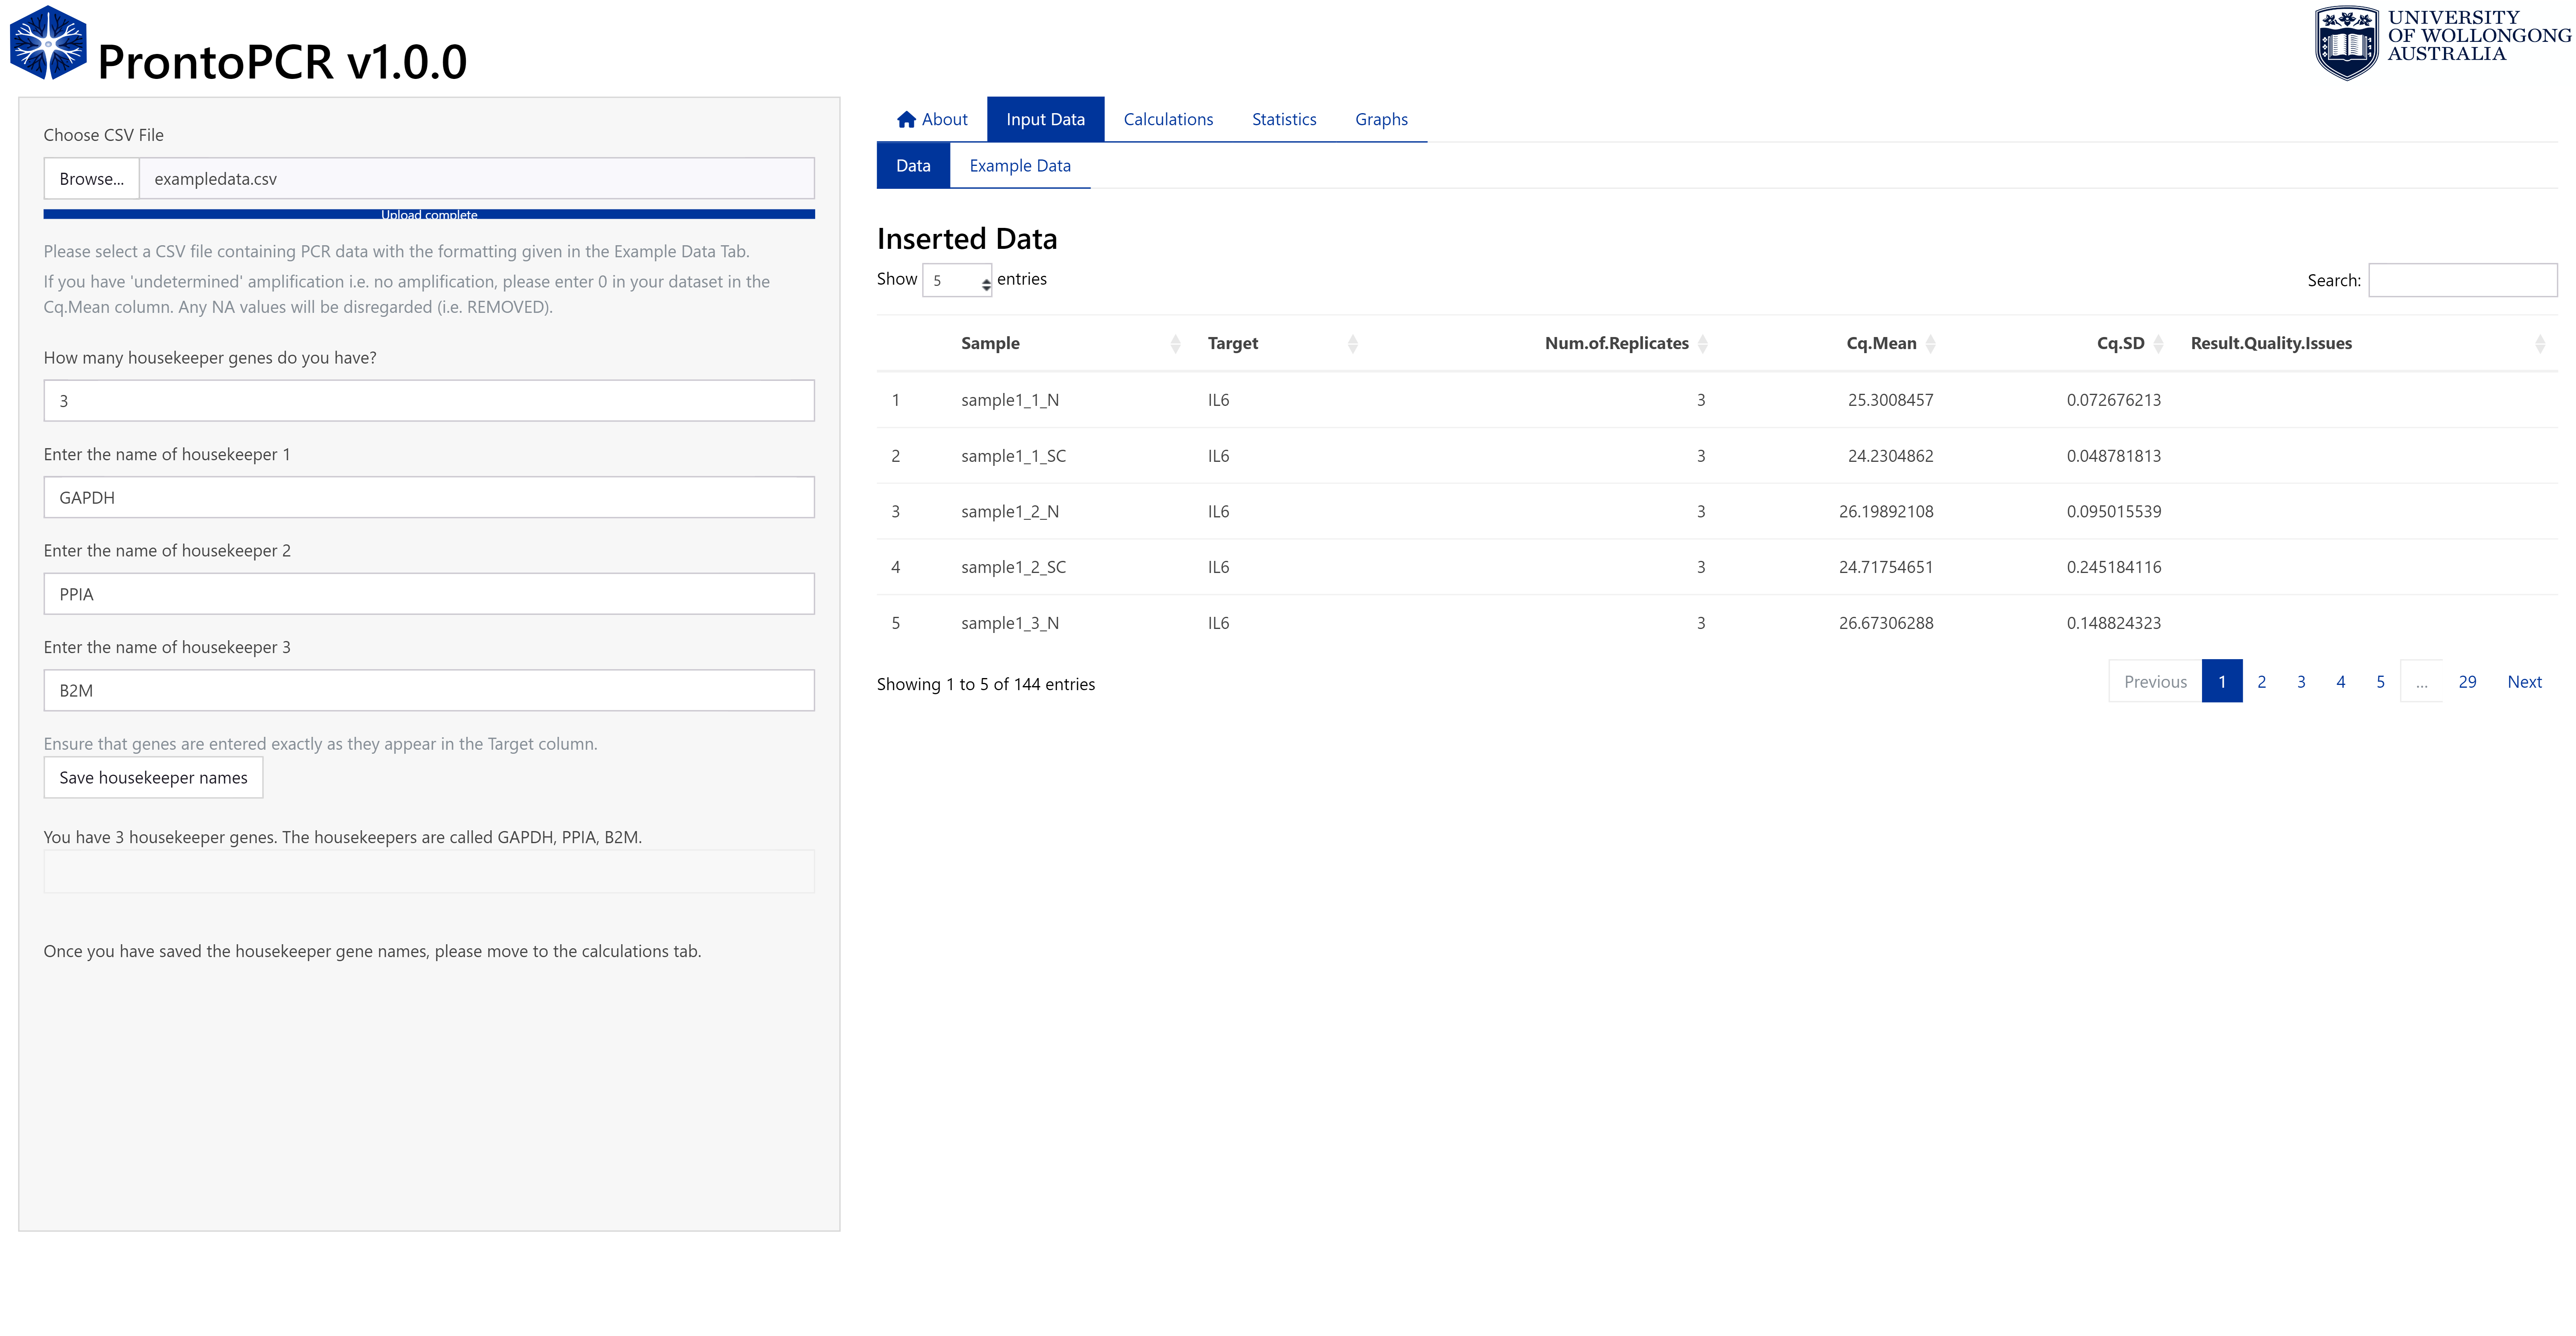 ProntoPCR v1.0.0
UNIVERSITY
OF WOLLONGONG
AUSTRALIA
Choose CSV File
Browse... exampledata.csv
Upload complete
Please select a CSV file containing PCR data with the formatting given in the Example Data Tab.
If you have 'undetermined' amplification i.e. no amplification, please enter 0 in your dataset in the
Cq.Mean column. Any NA values will be disregarded (i.e. REMOVED).
How many housekeeper genes do you have?
3
Enter the name of housekeeper 1
GAPDH
Enter the name of housekeeper 2
PPIA
Enter the name of housekeeper 3
B2M
Ensure that genes are entered exactly as they appear in the Target column.
Save housekeeper names
You have 3 housekeeper genes. The housekeepers are called GAPDH, PPIA, B2M.
Once you have saved the housekeeper gene names, please move to the calculations tab.
About Input Data Calculations Statistics Graphs
Data Example Data
Inserted Data
Show 5 entries Search:
Sample Target Num.of.Replicates Cq.Mean Cq.SD Result.Quality.Issues
1 sample1_1_N IL6 3 25.3008457 0.072676213
2 sample1_1_SC IL6 3 24.2304862 0.048781813
3 sample1_2_N IL6 3 26.19892108 0.095015539
4 sample1_2_SC IL6 3 24.71754651 0.245184116
5 sample1_3_N IL6 3 26.67306288 0.148824323
Showing 1 to 5 of 144 entries Previous 1 2 3 4 5 ... 29 Next